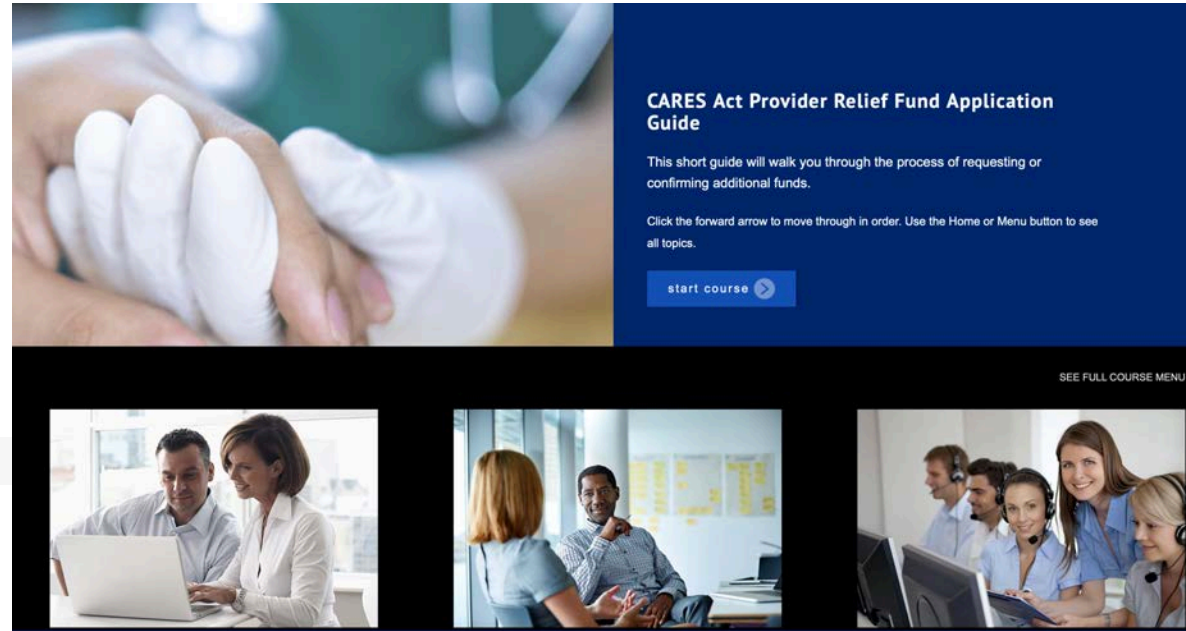 CARES Act Provider Relief Fund Application
Guide
This short guide will walk you through the process of requesting or
confirming additional funds.
Click the forward arrow to move through in order. Use the Home or Menu button to see
all topics.
start course
SEE FULL COURSE MENU